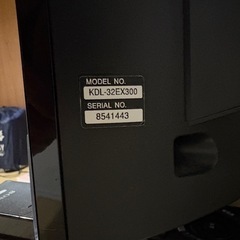 MODEL NO.
KDL-32EX300
SERIAL NO.
8541443